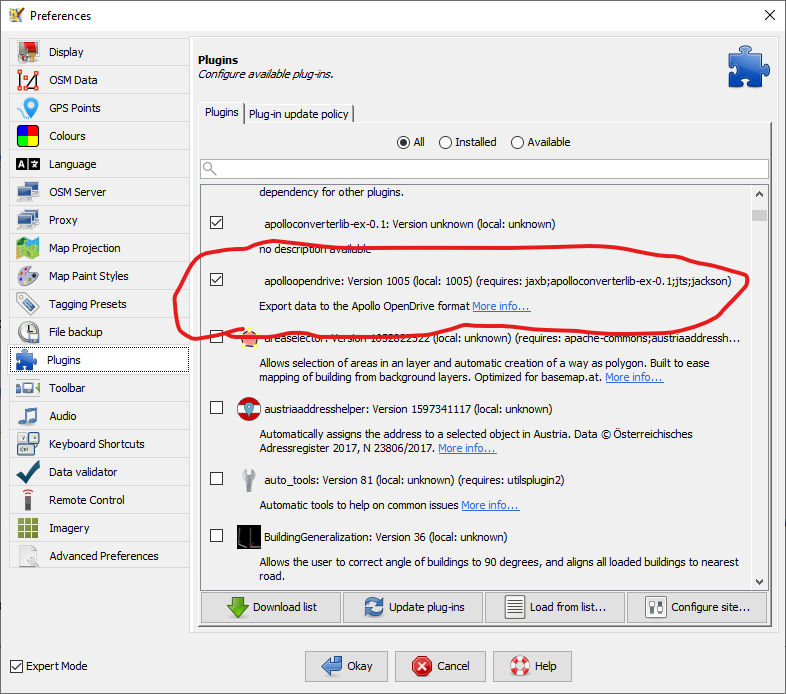 Preferences
Display
OSM Data
GPS Points
Colours
Language
OSM Server
Proxy
Map Projection
Map Paint Styles
Tagging Presets
File backup
Plugins
Toolbar
Audio
Keyboard Shortcuts
Data validator
Remote Control
Imagery
Advanced Preferences
Plugins
Configure available plug-ins.
Plugins Plug-in update policy
All Installed Available
dependency for other plugins.
apolloconverterlib-ex-0.1: Version unknown (local: unknown)
no description available
apolloopendrive: Version 1005 (local: 1005) (requires: jaxb;apolloconverterlib-ex-0.1;jts;jackson)
Export data to the Apollo OpenDrive format More info...
areaselector: Version 1052822322 (local: unknown) (requires: apache-commons;austriaaddressh...
Allows selection of areas in an layer and automatic creation of a way as polygon. Built to ease
mapping of building from background layers. Optimized for basemap.at. More info...
austriaaddresshelper: Version 1597341117 (local: unknown)
Automatically assigns the address to a selected object in Austria. Data © Österreichisches
Adressregister 2017, N 23806/2017. More info...
auto_tools: Version 81 (local: unknown) (requires: utilsplugin2)
Automatic tools to help on common issues More info...
BuildingGeneralization: Version 36 (local: unknown)
Allows the user to correct angle of buildings to 90 degrees, and aligns all loaded buildings to nearest
road.
Download list Update plug-ins Load from list... Configure site...
Expert Mode Okay Cancel Help